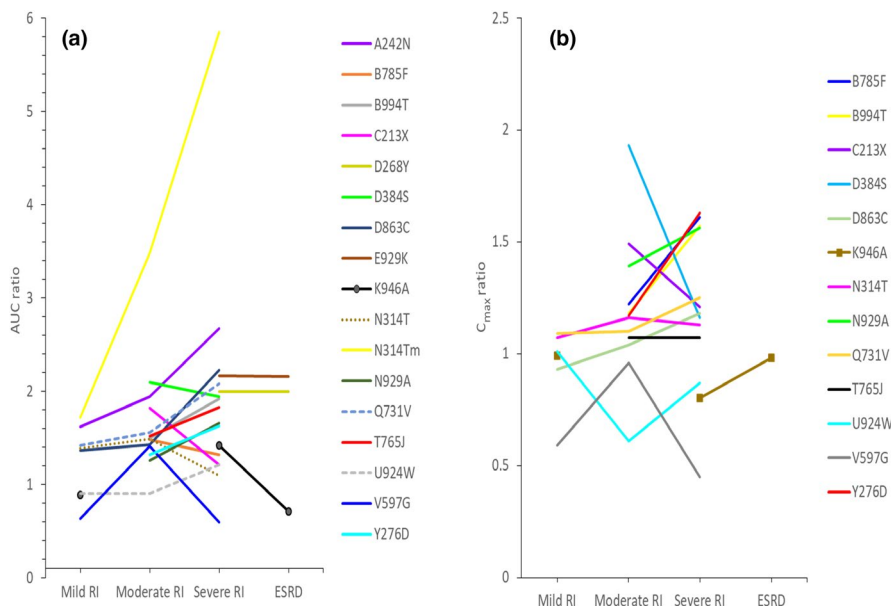 (a)
AUC ratio
6
5
4
3
2
1
0
Mild RI Moderate RI Severe RI ESRD
A242N
B785F
B994T
C213X
D268Y
D384S
D863C
E929K
K946A
N314T
N314Tm
N929A
Q731V
T765J
U924W
V597G
Y276D
(b)
Cmax ratio
2.5
2
1.5
1
0.5
0
Mild RI Moderate RI Severe RI ESRD
B785F
B994T
C213X
D384S
D863C
K946A
N314T
N929A
Q731V
T765J
U924W
V597G
Y276D